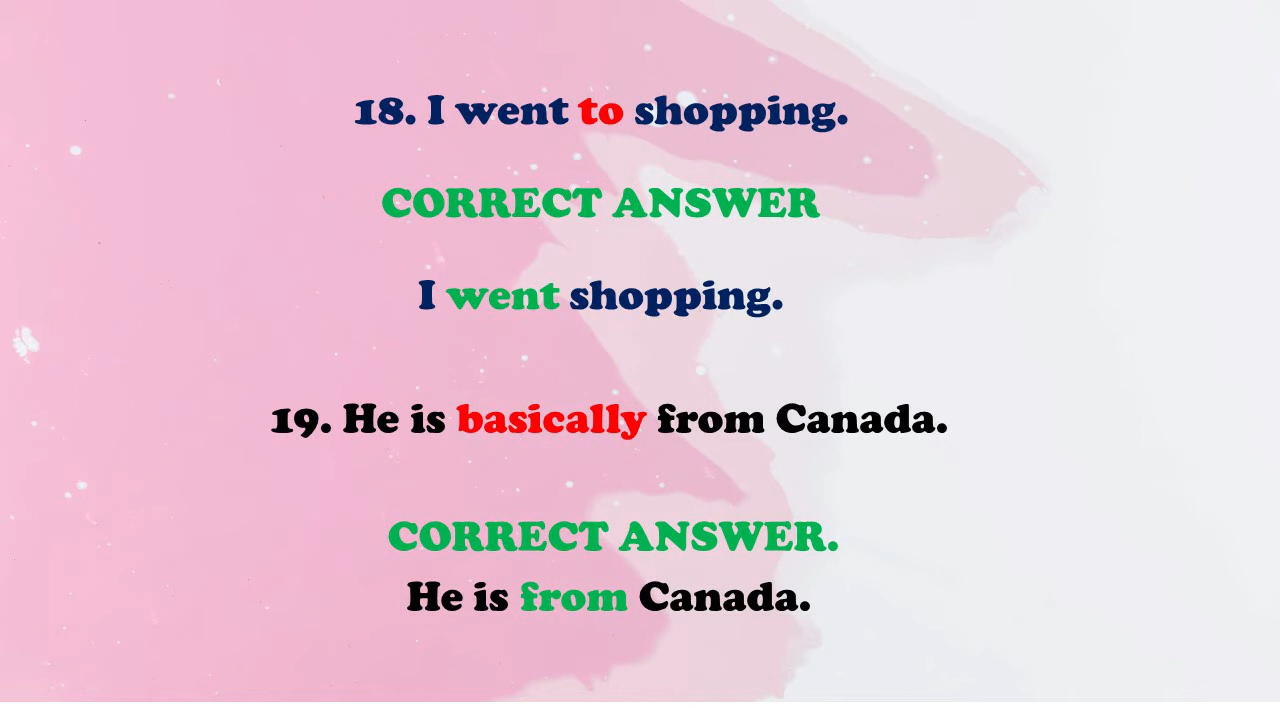 18. I went to shopping.
CORRECT ANSWER
I went shopping.
19. He is basically from Canada.
CORRECT ANSWER.
He is from Canada.